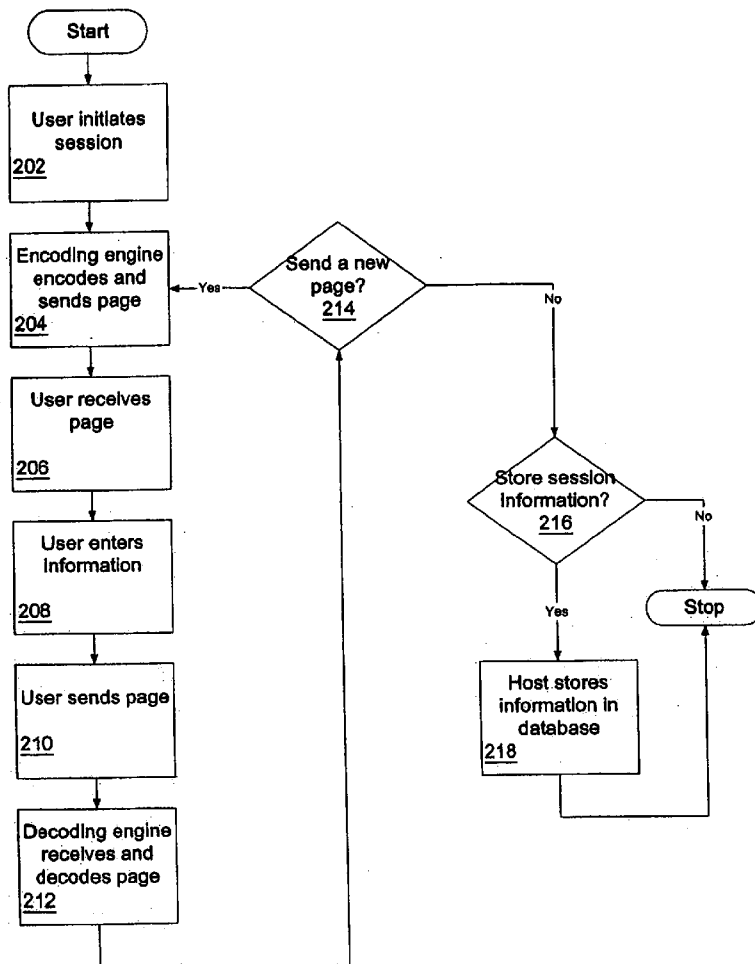 Start
User initiates
session
202
Encoding engine
encodes and
sends page
204
User receives
page
206
User enters
information
208
User sends page
210
Decoding engine
receives and
decodes page
212
Send a new
page?
214
Yes
No
Store session
information?
216
No
Yes
Stop
Host stores
information in
database
218